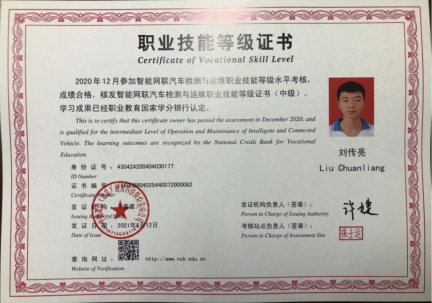 职业技能等级证书
Certificate of Vocational Skill Level
2020年12月参加智能网联汽车检测与运维职业技能等级水平考核,
成绩合格,核发智能网联汽车检测与运维职业技能等级证书(中级)。
学习成果已经职业教育国家学分银行认定。
This is to certify that this certificate owner has passed the assessment in December 2020, and
is qualified for the intermediate Level of Operation and Maintenance of Intelligent and Connected
Vehicle. The learning outcomes are recognized by the National Credit Bank for Vocational
Education.
刘传亮
Liu Chuanliang
身份证号:430424200404030177
ID Number
证书编号:
Certificate
发证机构(签章):
Issuing Authority
发证日期:2021年 月12日
Date of Issue
发证机构负责人(签章):
Person in Charge of Issuing Authority
考核站点负责人(签章):
Person in Charge of Assessment Site
查询网址: http://www.ncb.edu.cn
Website of Verification